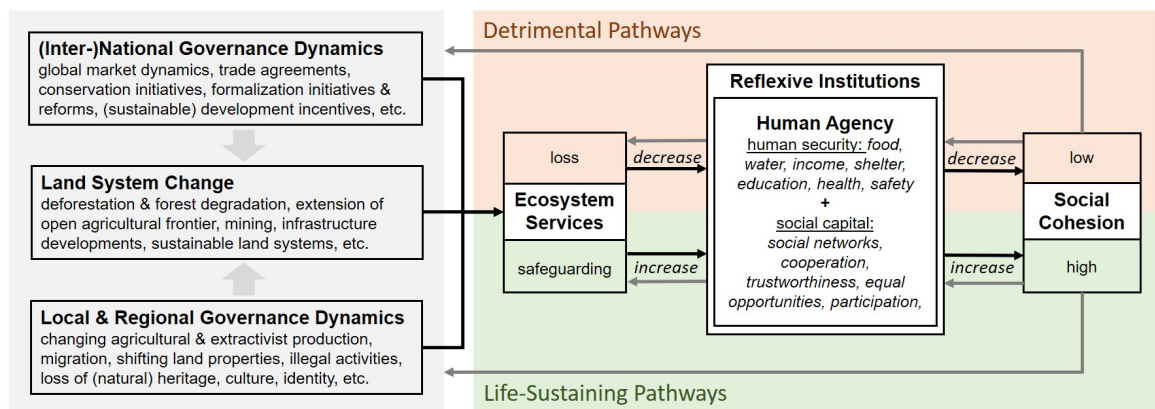 (Inter-)National Governance Dynamics
global market dynamics, trade agreements,
conservation initiatives, formalization initiatives &
reforms, (sustainable) development incentives, etc.
Land System Change
deforestation & forest degradation, extension of
open agricultural frontier, mining, infrastructure
developments, sustainable land systems, etc.
Local & Regional Governance Dynamics
changing agricultural & extractivist production,
migration, shifting land properties, illegal activities,
loss of (natural) heritage, culture, identity, etc.
Detrimental Pathways
loss
Ecosystem
Services
safeguarding
decrease
increase
Reflexive Institutions
Human Agency
human security: food,
water, income, shelter,
education, health, safety
+
social capital:
social networks,
cooperation,
trustworthiness, equal
opportunities, participation,
decrease
increase
low
Social
Cohesion
high
Life-Sustaining Pathways